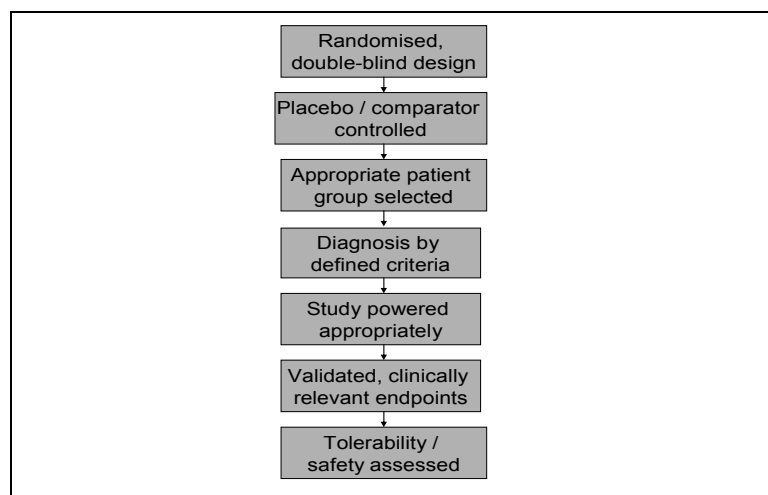 Randomised,
double-blind design
Placebo / comparator
controlled
Appropriate patient
group selected
Diagnosis by
defined criteria
Study powered
appropriately
Validated, clinically
relevant endpoints
Tolerability /
safety assessed